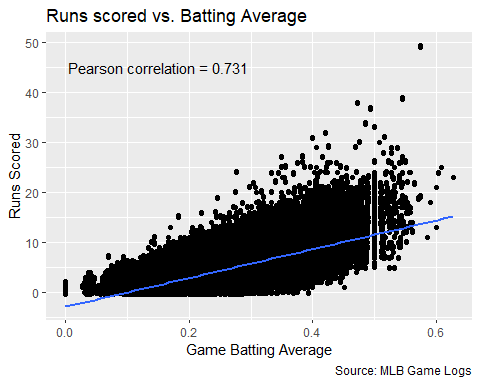 Runs scored vs. Batting Average
Pearson correlation = 0.731
50
40
30
20
10
0
Runs Scored
0.0 0.2 0.4 0.6
Game Batting Average
Source: MLB Game Logs